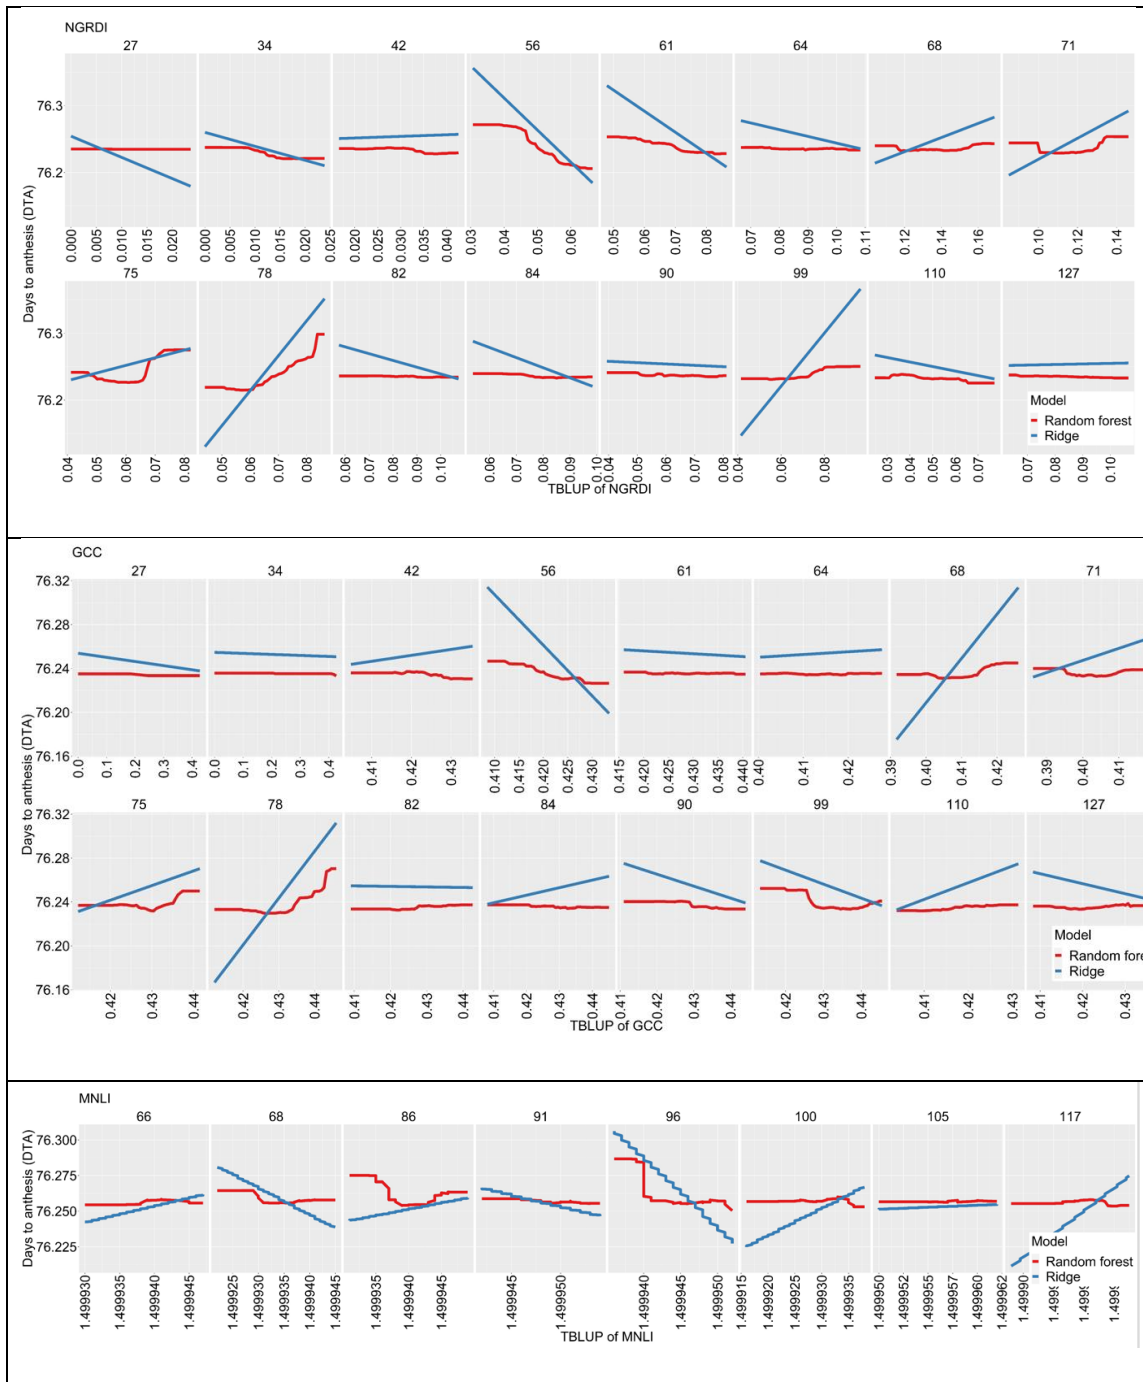 NGRDI
27 34 42 56 61 64 68 71
76.3
76.2
0.000 0.005 0.010 0.015 0.020
0.000 0.005 0.010 0.015 0.020 0.025
0.020 0.025 0.030 0.035 0.040
0.03 0.04 0.05 0.06
0.05 0.06 0.07 0.08
0.07 0.08 0.09 0.10 0.11
0.12 0.14 0.16
0.10 0.12 0.14
Days to anthesis (DTA)
75 78 82 84 90 99 110 127
76.3
76.2
0.04 0.05 0.06 0.07 0.08
0.05 0.06 0.07 0.08
0.06 0.07 0.08 0.09 0.10
0.06 0.07 0.08 0.09 0.10
0.04 0.05 0.06 0.07 0.08
0.04 0.06 0.08
0.03 0.04 0.05 0.06 0.07
0.07 0.08 0.09 0.10
Model
Random forest
Ridge
TBLUP of NGRDI
GCC
27 34 42 56 61 64 68 71
76.32
76.28
76.24
76.20
76.16
0.0 0.1 0.2 0.3 0.4
0.0 0.1 0.2 0.3 0.4
0.41 0.42 0.43
0.410 0.415 0.420 0.425 0.430
0.415 0.420 0.425 0.430 0.435 0.440
0.40 0.41 0.42
0.39 0.40 0.41 0.42
0.39 0.40 0.41
Days to anthesis (DTA)
75 78 82 84 90 99 110 127
76.32
76.28
76.24
76.20
76.16
0.42 0.43 0.44
0.42 0.43 0.44
0.41 0.42 0.43 0.44
0.41 0.42 0.43 0.44
0.41 0.42 0.43 0.44
0.42 0.43 0.44
0.41 0.42 0.43
0.41 0.42 0.43
Model
Random fore
Ridge
TBLUP of GCC
MNLI
66 68 86 91 96 100 105 117
76.300
76.275
76.250
76.225
Days to anthesis (DTA)
1.499930 1.499935 1.499940 1.499945
1.499925 1.499930 1.499935 1.499940 1.499945
1.499935 1.499940 1.499945
1.499945 1.499950
1.499940 1.499945 1.499950
1.499915 1.499920 1.499925 1.499930 1.499935
1.499950 1.499952 1.499955 1.499957 1.499960 1.499962
1.49990
Model
Random forest
Ridge
TBLUP of MNLI